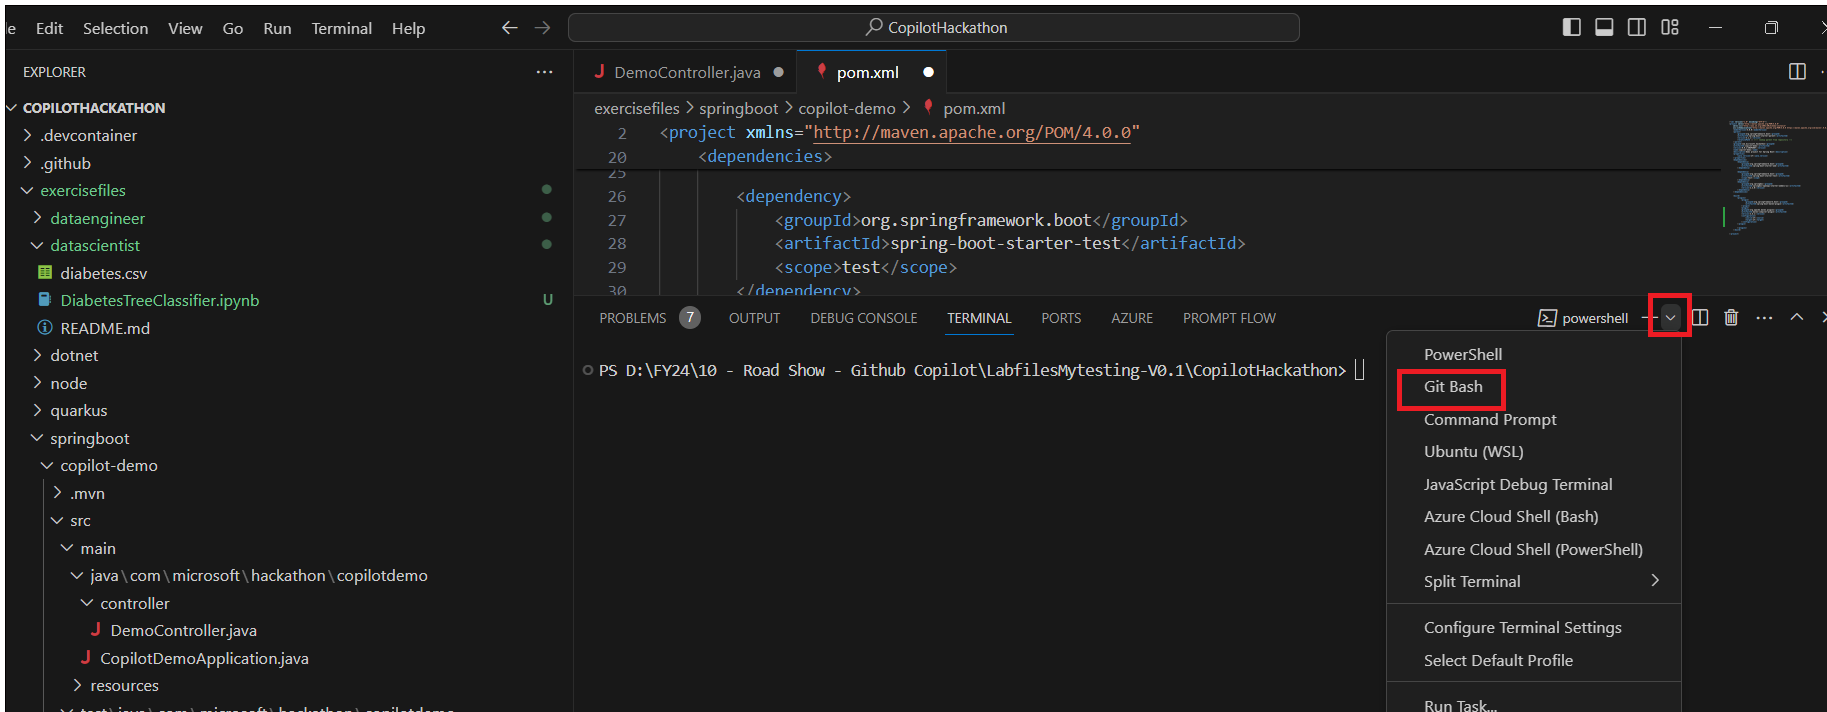 Edit Selection View Go Run Terminal Help
CopilotHackathon
EXPLORER
COPILOTHACKATHON
.devcontainer
.github
exercisefiles
dataengineer
datascientist
diabetes.csv
DiabetesTreeClassifier.ipynb U
README.md
dotnet
node
quarkus
springboot
copilot-demo
.mvn
src
main
java\com\microsoft\hackathon\copilotdemo
controller
DemoController.java
CopilotDemoApplication.java
resources
test\java\com\microsoft\hackathon\copilotdemo
DemoController.java pom.xml
exercisefiles > springboot > copilot-demo > pom.xml
2 <project xmlns="http://maven.apache.org/POM/4.0.0"
20 <dependencies>
25
26 <dependency>
27 <groupId>org.springframework.boot</groupId>
28 <artifactId>spring-boot-starter-test</artifactId>
29 <scope>test</scope>
30 </dependency>
PROBLEMS 7 OUTPUT DEBUG CONSOLE TERMINAL PORTS AZURE PROMPT FLOW
powershell
PS D:\FY24\10 - Road Show - Github Copilot\LabfilesMytesting-V0.1\CopilotHackathon>
PowerShell
Git Bash
Command Prompt
Ubuntu (WSL)
JavaScript Debug Terminal
Azure Cloud Shell (Bash)
Azure Cloud Shell (PowerShell)
Split Terminal
Configure Terminal Settings
Select Default Profile
Run Task...